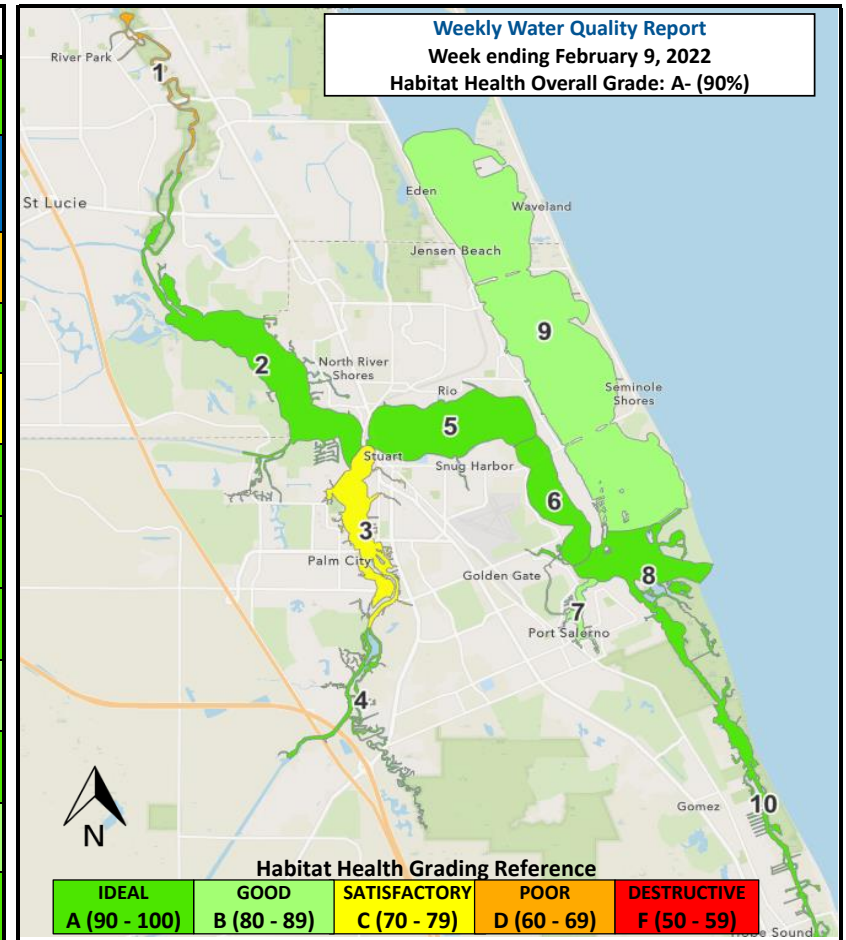 Weekly Water Quality Report
Week ending February 9, 2022
Habitat Health Overall Grade: A- (90%)
River Park
1
St Lucie
Eden
Waveland
Jensen Beach
9
2
North River
Shores
Rio
Seminole
Shores
5
Stuart
Snug Harbor
6
3
Palm City
Golden Gate
8
7
Port Salerno
4
Gomez
10
N
Habitat Health Grading Reference
IDEAL
A (90 - 100)
GOOD
B (80 - 89)
SATISFACTORY
C (70 - 79)
POOR
D (60 - 69)
DESTRUCTIVE
F (50 - 59)
Hobe Sound